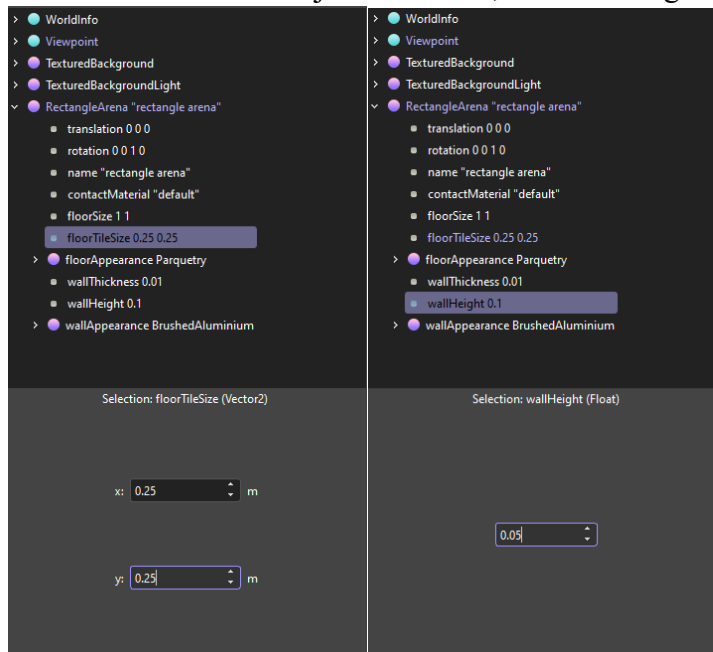 WorldInfo
Viewpoint
TexturedBackground
TexturedBackgroundLight
RectangleArena "rectangle arena"
translation 0 0 0
rotation 0 0 1 0
name "rectangle arena"
contactMaterial "default"
floorSize 1 1
floorTileSize 0.25 0.25
floorAppearance Parquetry
wallThickness 0.01
wallHeight 0.1
wallAppearance BrushedAluminium
Selection: floorTileSize (Vector2)
x: 0.25 m
y: 0.25 m
WorldInfo
Viewpoint
TexturedBackground
TexturedBackgroundLight
RectangleArena "rectangle arena"
translation 0 0 0
rotation 0 0 1 0
name "rectangle arena"
contactMaterial "default"
floorSize 1 1
floorTileSize 0.25 0.25
floorAppearance Parquetry
wallThickness 0.01
wallHeight 0.1
wallAppearance BrushedAluminium
Selection: wallHeight (Float)
0.05